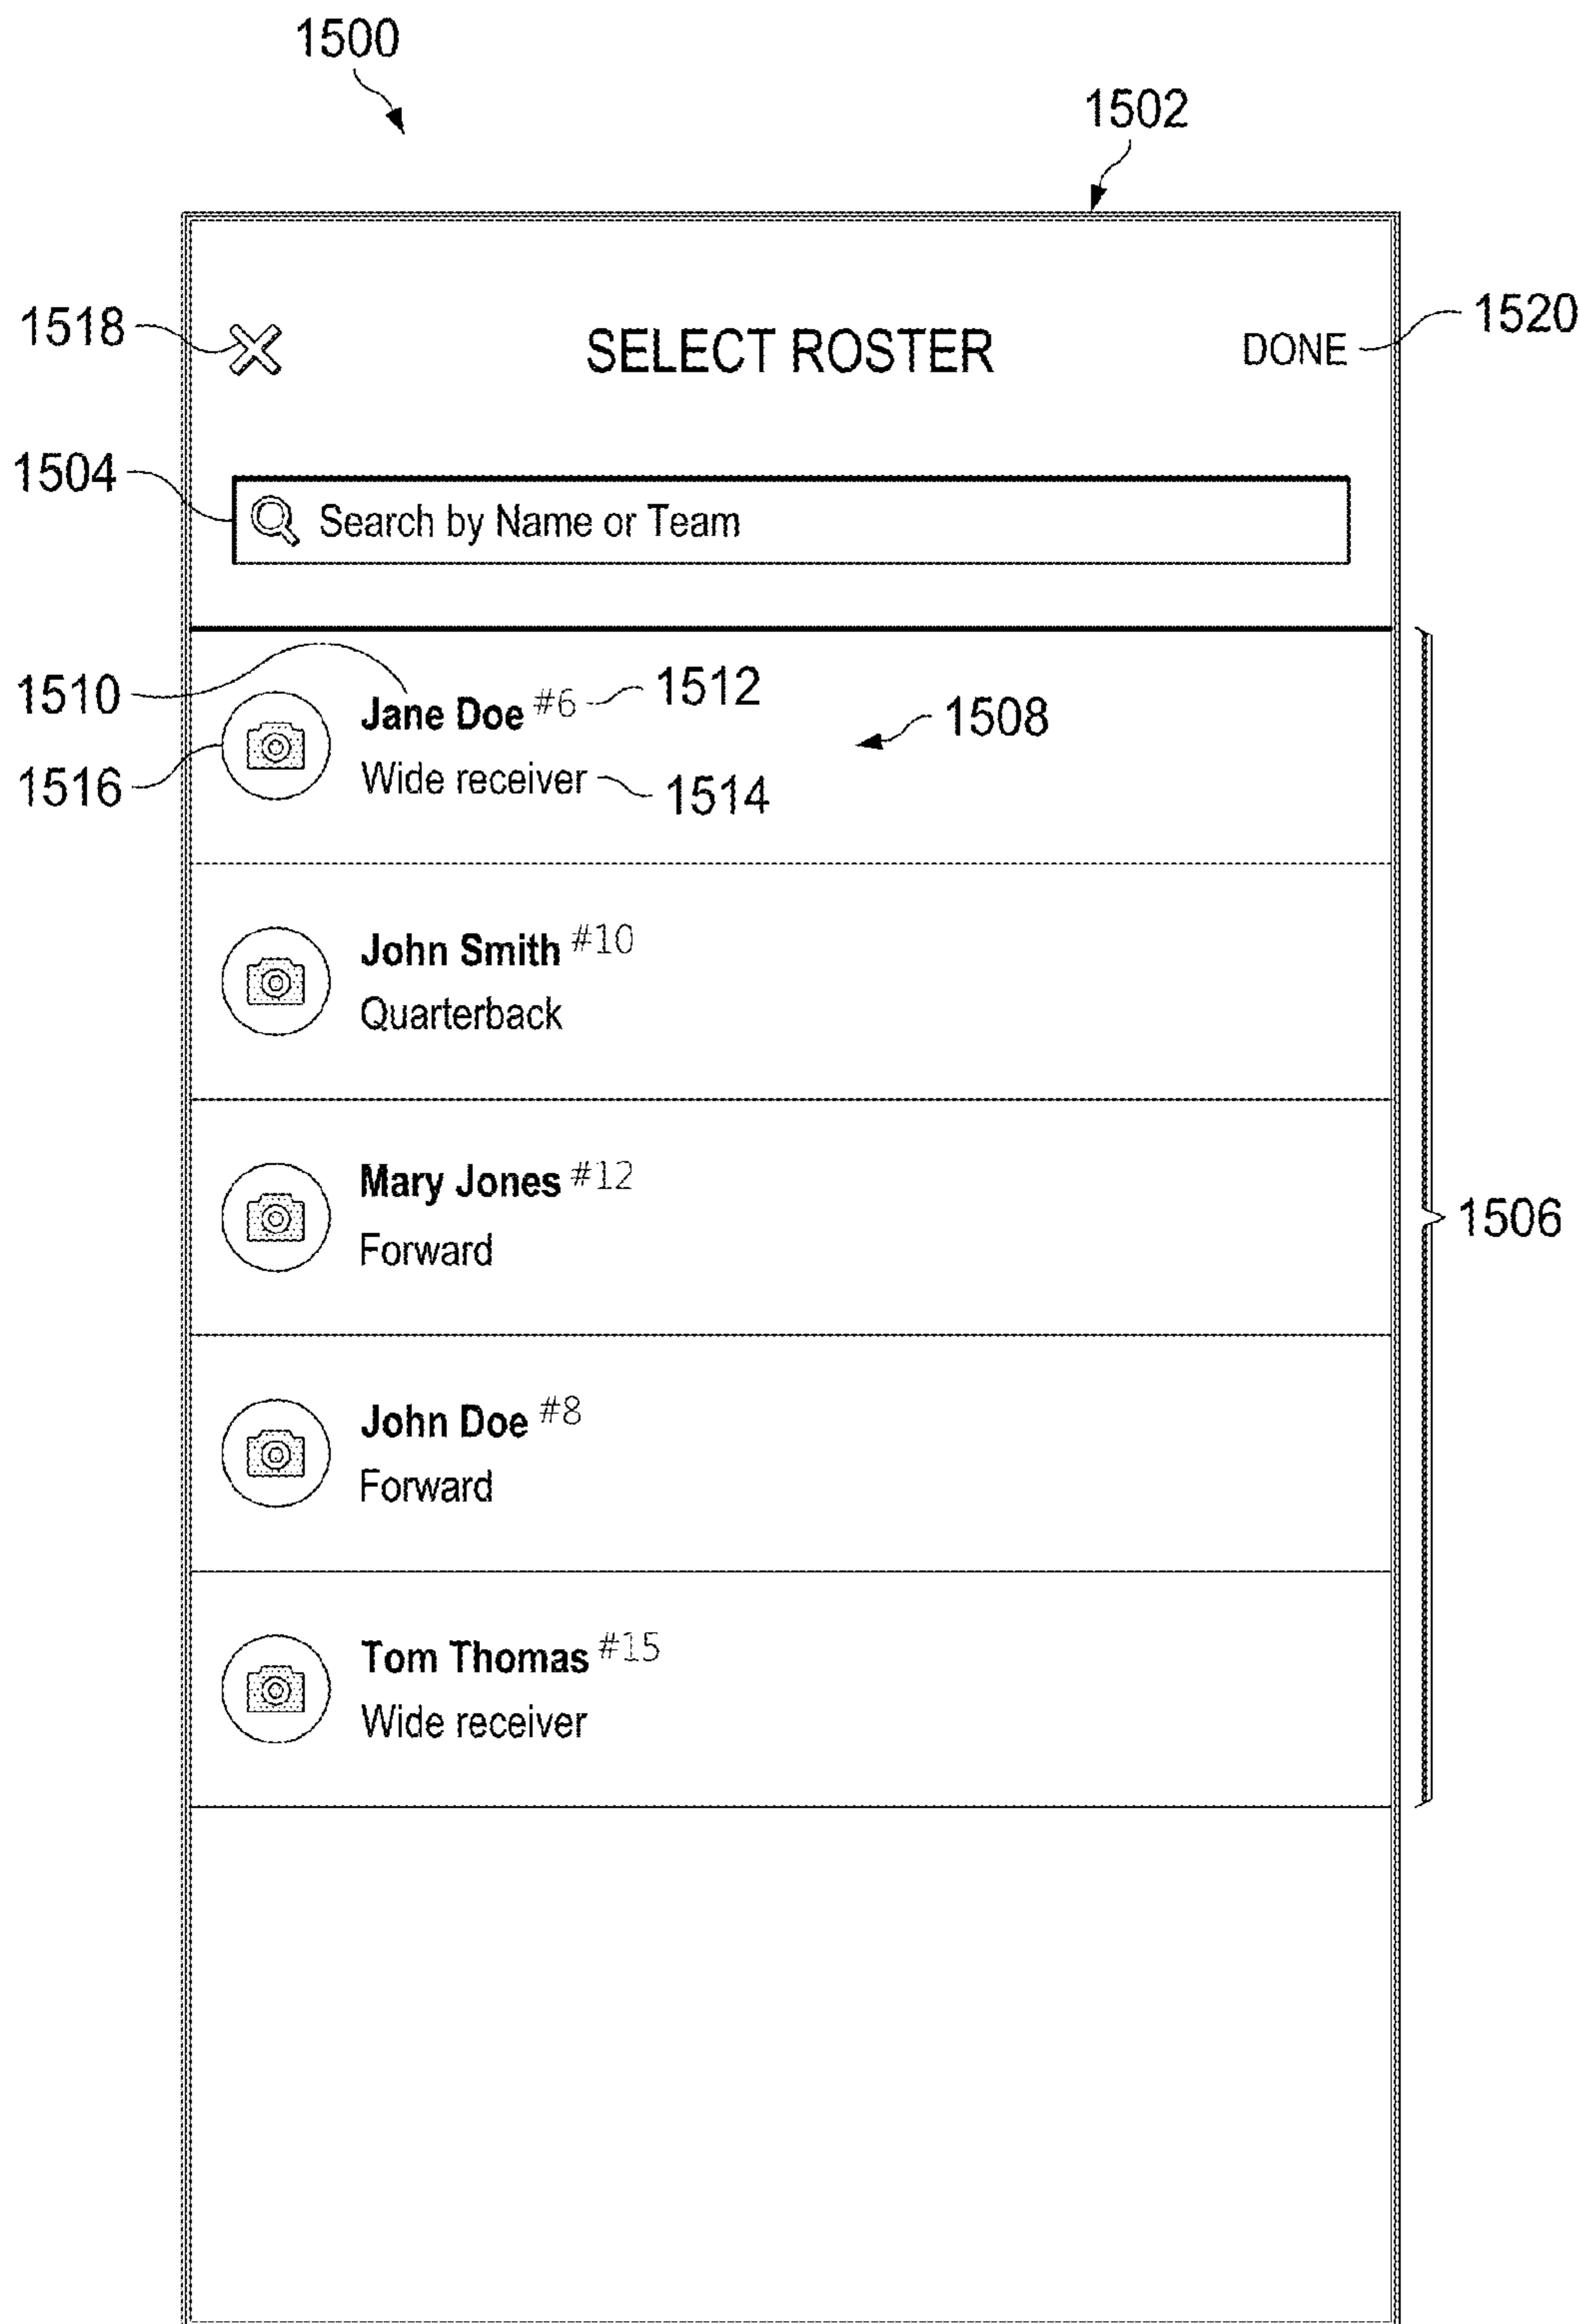 1500
1502
1518
SELECT ROSTER
DONE
1520
1504
Search by Name or Team
1510
Jane Doe #6
1512
1508
1516
Wide receiver
1514
John Smith #10
Quarterback
Mary Jones #12
Forward
1506
John Doe #8
Forward
Tom Thomas #15
Wide receiver